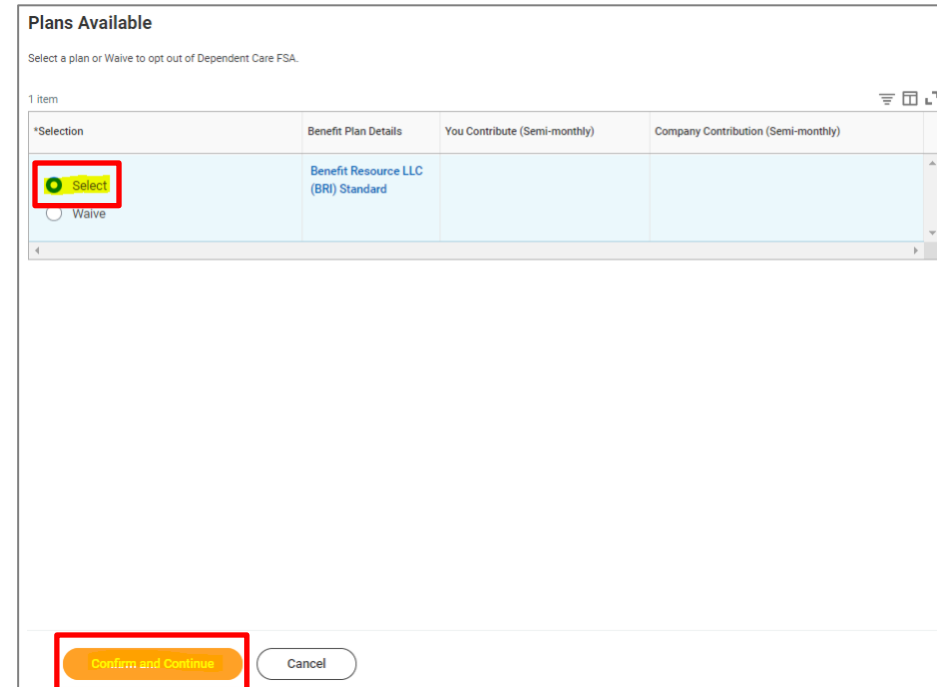 Plans Available
Select a plan or Waive to opt out of Dependent Care FSA.
1 item
*Selection Benefit Plan Details You Contribute (Semi-monthly) Company Contribution (Semi-monthly)
Select
Benefit Resource LLC
(BRI) Standard
Waive
Confirm and Continue Cancel